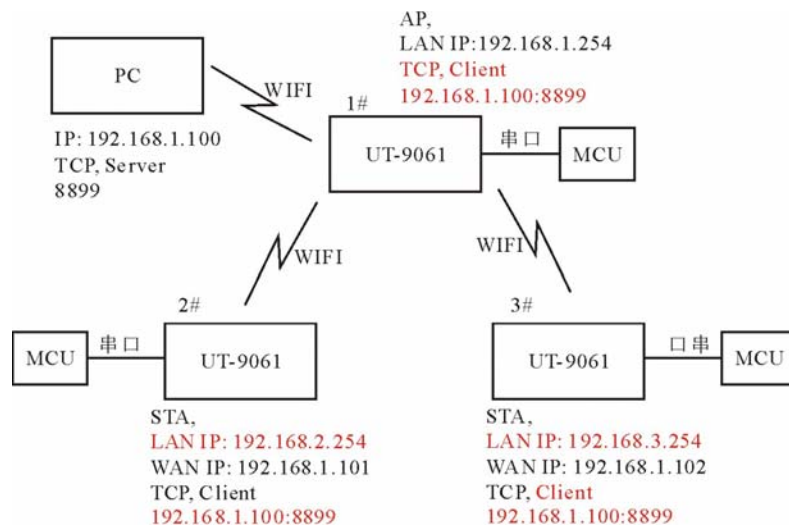 AP,
LAN IP:192.168.1.254
TCP, Client
192.168.1.100:8899
PC
WIFI
1#
IP: 192.168.1.100
TCP, Server
8899
UT-9061
串口
MCU
WIFI
WIFI
2#
3#
MCU
串口
UT-9061
UT-9061
口串
MCU
STA,
LAN IP: 192.168.2.254
WAN IP: 192.168.1.101
TCP, Client
192.168.1.100:8899
STA,
LAN IP: 192.168.3.254
WAN IP: 192.168.1.102
TCP, Client
192.168.1.100:8899